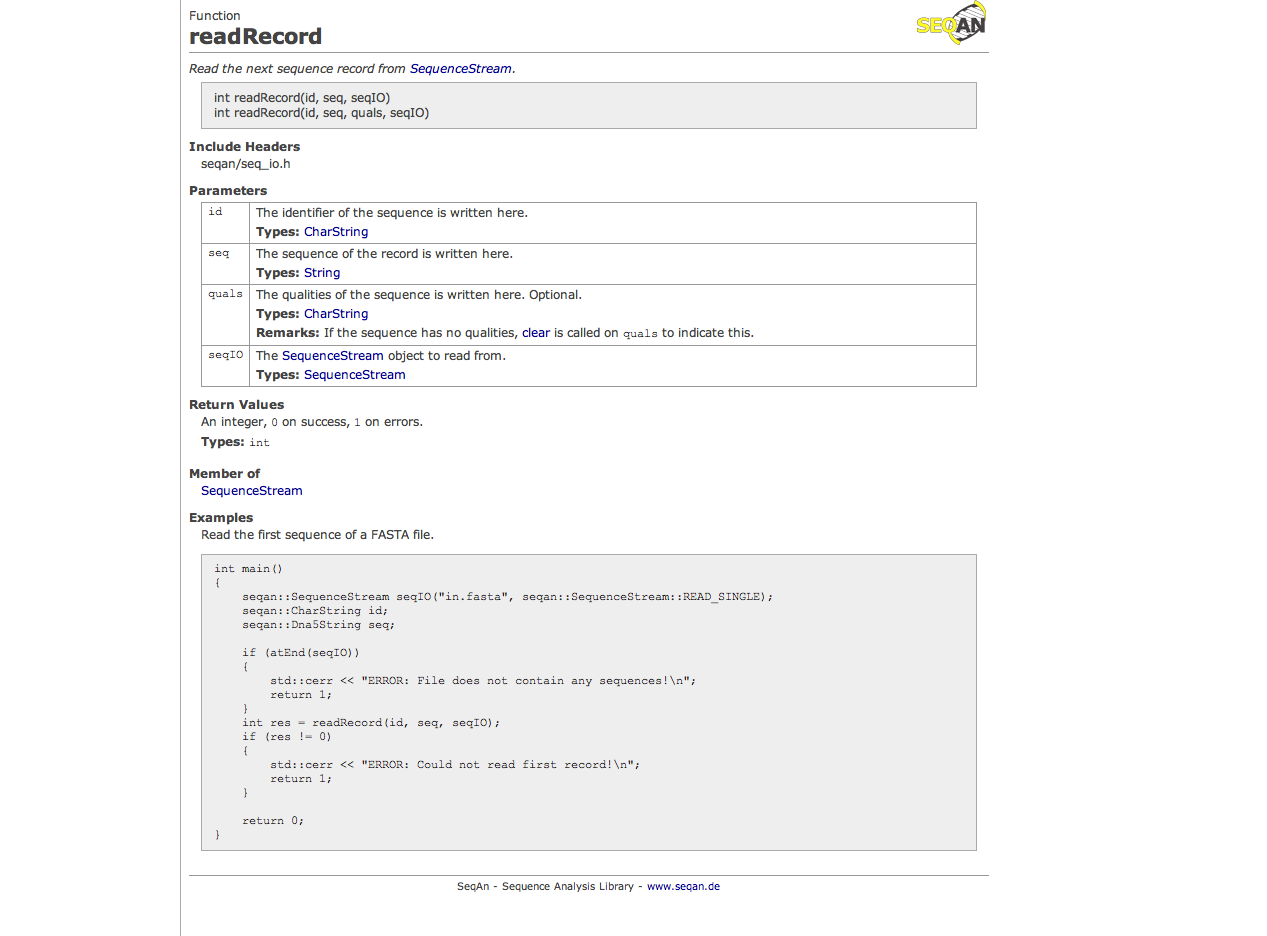 Function
readRecord
SEQAN
Read the next sequence record from SequenceStream.
int readRecord(id, seq, seqIO)
int readRecord(id, seq, quals, seqIO)
Include Headers
seqan/seq_io.h
Parameters
id The identifier of the sequence is written here.
Types: CharString
seq The sequence of the record is written here.
Types: String
quals The qualities of the sequence is written here. Optional.
Types: CharString
Remarks: If the sequence has no qualities, clear is called on quals to indicate this.
seqIO The SequenceStream object to read from.
Types: SequenceStream
Return Values
An integer, 0 on success, 1 on errors.
Types: int
Member of
SequenceStream
Examples
Read the first sequence of a FASTA file.
int main()
{
    seqan::SequenceStream seqIO("in.fasta", seqan::SequenceStream::READ_SINGLE);
    seqan::CharString id;
    seqan::Dna5String seq;
    if (atEnd(seqIO))
    {
        std::cerr << "ERROR: File does not contain any sequences!\n";
        return 1;
    }
    int res = readRecord(id, seq, seqIO);
    if (res != 0)
    {
        std::cerr << "ERROR: Could not read first record!\n";
        return 1;
    }
    return 0;
}
SeqAn - Sequence Analysis Library - www.seqan.de